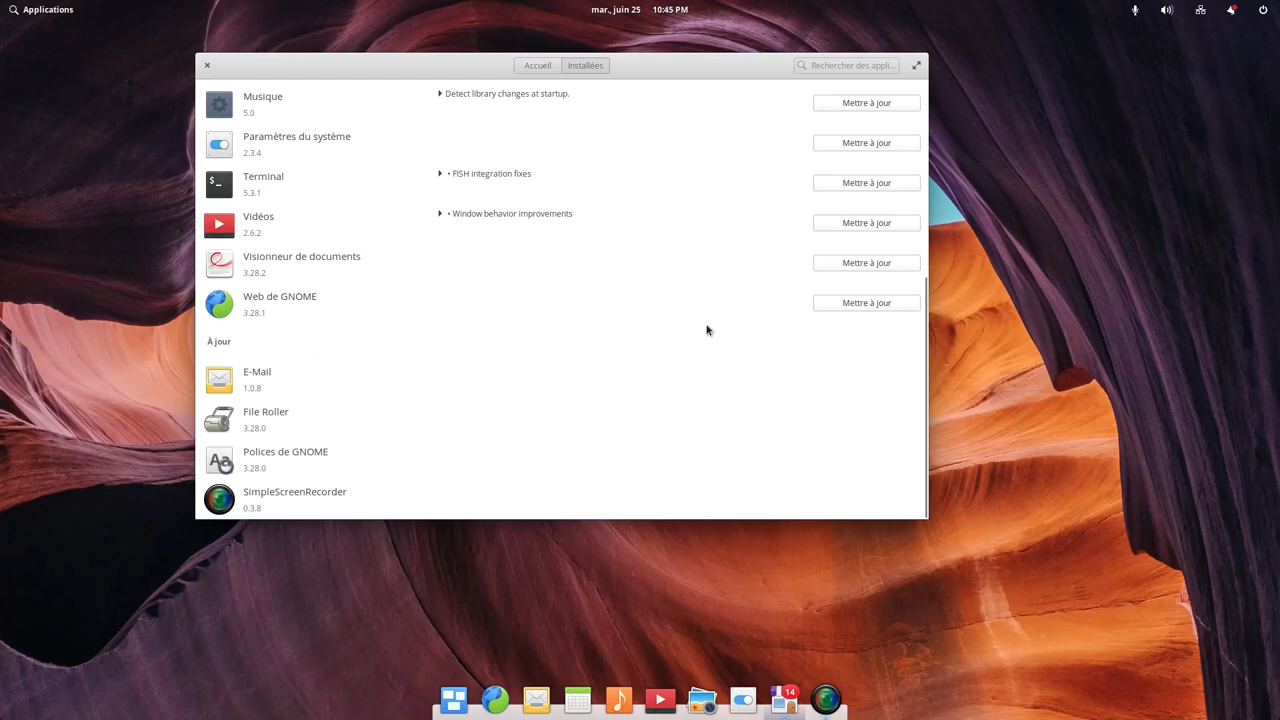 Applications
mar., juin 25 10:45 PM
Accueil
Installées
Rechercher des appli...
Musique
5.0
Detect library changes at startup.
Mettre à jour
Paramètres du système
2.3.4
Mettre à jour
Terminal
5.3.1
• FISH integration fixes
Mettre à jour
Vidéos
2.6.2
• Window behavior improvements
Mettre à jour
Visionneur de documents
3.28.2
Mettre à jour
Web de GNOME
3.28.1
Mettre à jour
À jour
E-Mail
1.0.8
File Roller
3.28.0
Polices de GNOME
3.28.0
SimpleScreenRecorder
0.3.8
14